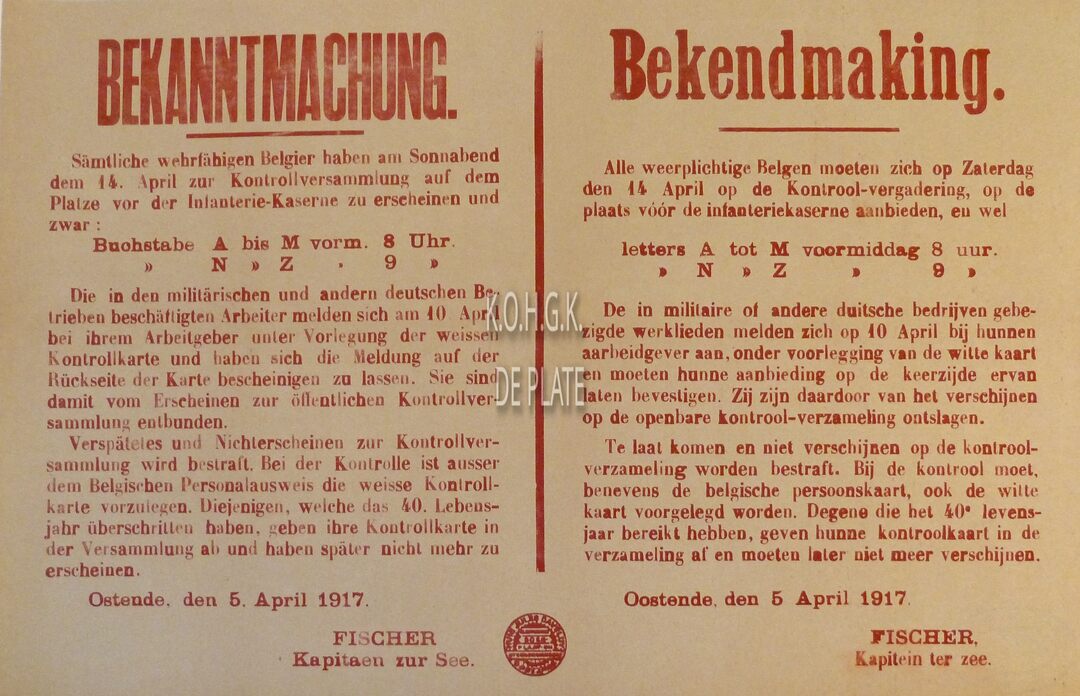 BEKANNTMACHUNG.
Sämtliche wehrfähigen Belgier haben am Sonnabend
dem 14. April zur Kontrollversammlung auf dem
Platze vor der Infanterie-Kaserne zu erscheinen und
zwar :
Buchstabe A bis M vorm. 8 Uhr.
» N » Z » 9 »
Die in den militärischen und andern deutschen Be-
trieben beschäftigten Arbeiter melden sich am 10. April
bei ihrem Arbeitgeber unter Vorlegung der weissen
Kontrollkarte und haben sich die Meldung auf der
Rückseite der Karte bescheinigen zu lassen. Sie sind
damit vom Erscheinen zur öffentlichen Kontrollver-
sammlung entbunden.
Verspätetes und Nichterscheinen zur Kontrollver-
sammlung wird bestraft. Bei der Kontrolle ist ausser
dem Belgischen Personalausweis die weisse Kontroll-
karte vorzulegen. Diejenigen, welche das 40. Lebens-
jahr überschritten haben, geben ihre Kontrollkarte in
der Versammlung ab und haben später nicht mehr zu
erscheinen.
Ostende, den 5. April 1917.
FISCHER
Kapitaen zur See.
Bekendmaking.
Alle weerplichtige Belgen moeten zich op Zaterdag
den 14 April op de Kontrool-vergadering, op de
plaats vóór de infanteriekaserne aanbieden, en wel
letters A tot M voormiddag 8 uur.
» N » Z » 9 »
De in militaire of andere duitsche bedrijven gebe-
zigde werklieden melden zich op 10 April bij hunnen
aarbeidgever aan, onder voorlegging van de witte kaart
en moeten hunne aanbieding op de keerzijde ervan
laten bevestigen. Zij zijn daardoor van het verschijnen
op de openbare kontrool-verzameling ontslagen.
Te laat komen en niet verschijnen op de kontrool-
verzameling worden bestraft. Bij de kontrool moet,
benevens de belgische persoonskaart, ook de witte
kaart voorgelegd worden. Degene die het 40e levens-
jaar bereikt hebben, geven hunne kontroolkaart in de
verzameling af en moeten later niet meer verschijnen.
Oostende, den 5 April 1917.
FISCHER,
Kapitein ter zee.
K.O.H.G.K.
DE PLATE